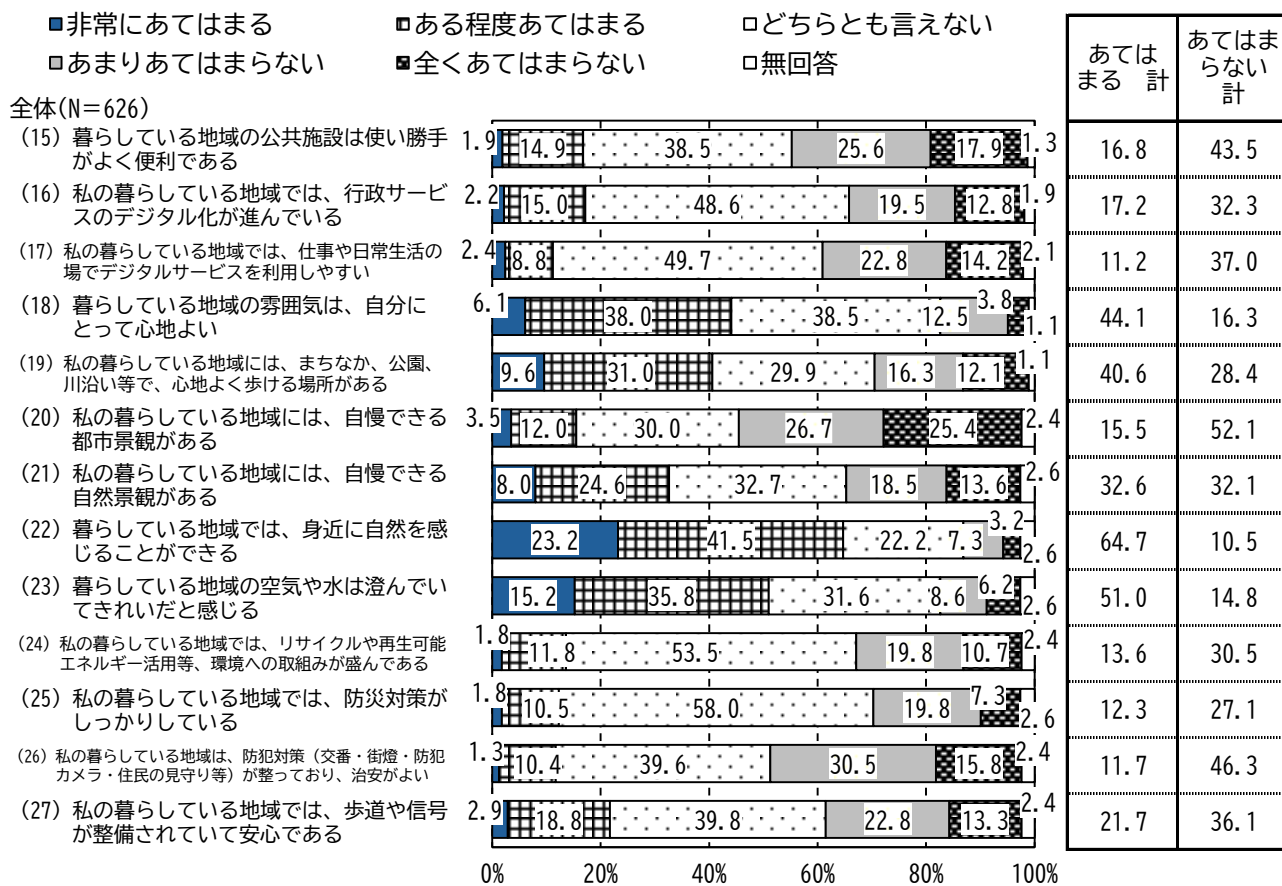 ■非常にあてはまる ■ある程度あてはまる □どちらとも言えない
■あまりあてはまらない ■全くあてはまらない □無回答
あては
まる 計
あてはま
らない
計
全体(N=626)
(15) 暮らしている地域の公共施設は使い勝手
がよく便利である
1.9 14.9 38.5 25.6 17.9 1.3 16.8 43.5
(16) 私の暮らしている地域では、行政サービ
スのデジタル化が進んでいる
2.2 15.0 48.6 19.5 12.8 1.9 17.2 32.3
(17) 私の暮らしている地域では、仕事や日常生活の
場でデジタルサービスを利用しやすい
2.4 8.8 49.7 22.8 14.2 2.1 11.2 37.0
(18) 暮らしている地域の雰囲気は、自分に
とって心地よい
6.1 38.0 38.5 12.5 3.8 1.1 44.1 16.3
(19) 私の暮らしている地域には、まちなか、公園、
川沿い等で、心地よく歩ける場所がある
9.6 31.0 29.9 16.3 12.1 1.1 40.6 28.4
(20) 私の暮らしている地域には、自慢できる
都市景観がある
3.5 12.0 30.0 26.7 25.4 2.4 15.5 52.1
(21) 私の暮らしている地域には、自慢できる
自然景観がある
8.0 24.6 32.7 18.5 13.6 2.6 32.6 32.1
(22) 暮らしている地域では、身近に自然を感
じることができる
23.2 41.5 22.2 7.3 3.2 2.6 64.7 10.5
(23) 暮らしている地域の空気や水は澄んでい
てきれいだと感じる
15.2 35.8 31.6 8.6 6.2 2.6 51.0 14.8
(24) 私の暮らしている地域では、リサイクルや再生可能
エネルギー活用等、環境への取組みが盛んである
1.8 11.8 53.5 19.8 10.7 2.4 13.6 30.5
(25) 私の暮らしている地域では、防災対策が
しっかりしている
1.8 10.5 58.0 19.8 7.3 2.6 12.3 27.1
(26) 私の暮らしている地域は、防犯対策（交番・街燈・防犯
カメラ・住民の見守り等）が整っており、治安がよい
1.3 10.4 39.6 30.5 15.8 2.4 11.7 46.3
(27) 私の暮らしている地域では、歩道や信号
が整備されていて安心である
2.9 18.8 39.8 22.8 13.3 2.4 21.7 36.1
0% 20% 40% 60% 80% 100%